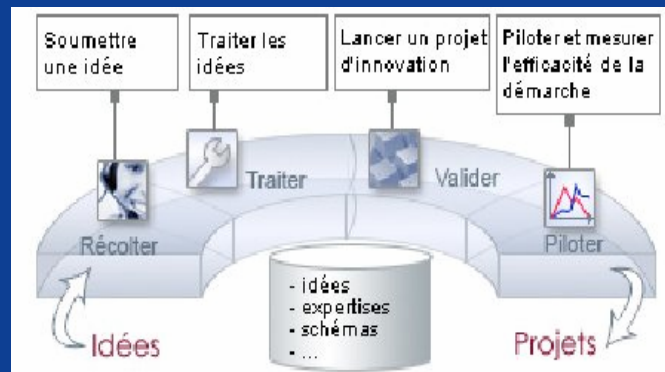 Soumettre
une idée
Traiter les
idées
Lancer un projet
d'innovation
Piloter et mesurer
l'efficacité de la
démarche
Récolter
Traiter
Valider
Piloter
- idées
- expertises
- schémas
- ...
Idées
Projets